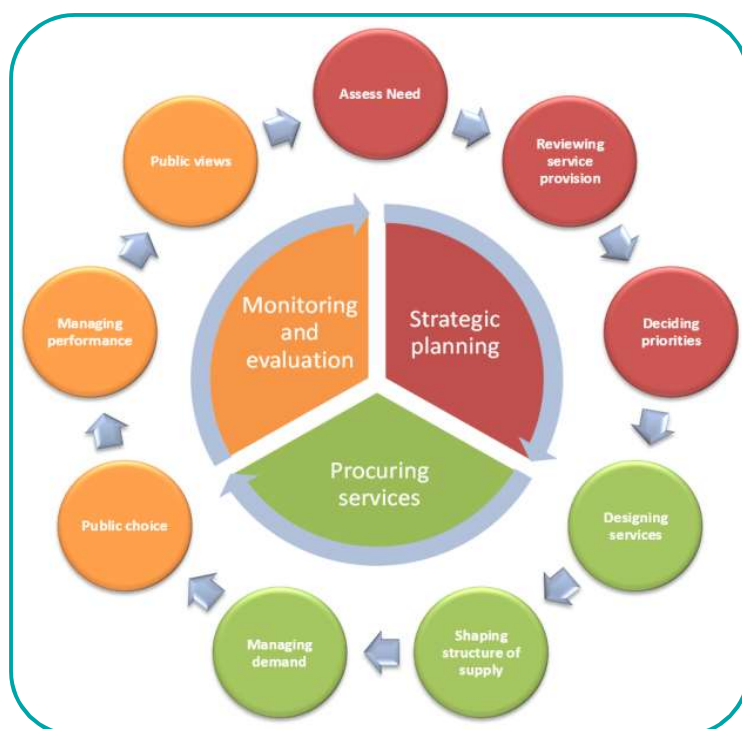 Assess Need
Reviewing
service
provision
Deciding
priorities
Designing
services
Shaping
structure of
supply
Managing
demand
Public choice
Managing
performance
Public views
Monitoring
and
evaluation
Strategic
planning
Procuring
services